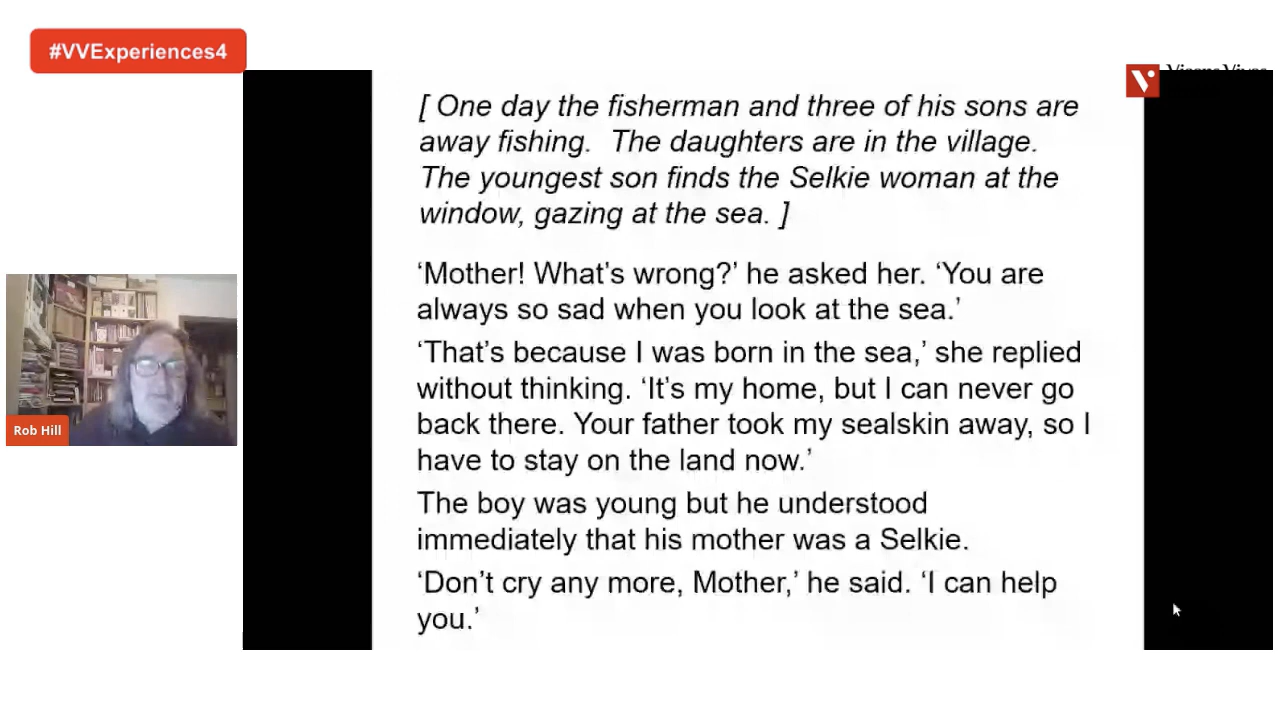 #VVExperiences4
[ One day the fisherman and three of his sons are
away fishing. The daughters are in the village.
The youngest son finds the Selkie woman at the
window, gazing at the sea. ]
‘Mother! What’s wrong?’ he asked her. ‘You are
always so sad when you look at the sea.’
‘That’s because I was born in the sea,’ she replied
without thinking. ‘It’s my home, but I can never go
back there. Your father took my sealskin away, so I
have to stay on the land now.’
The boy was young but he understood
immediately that his mother was a Selkie.
‘Don’t cry any more, Mother,’ he said. ‘I can help
you.’
Rob Hill